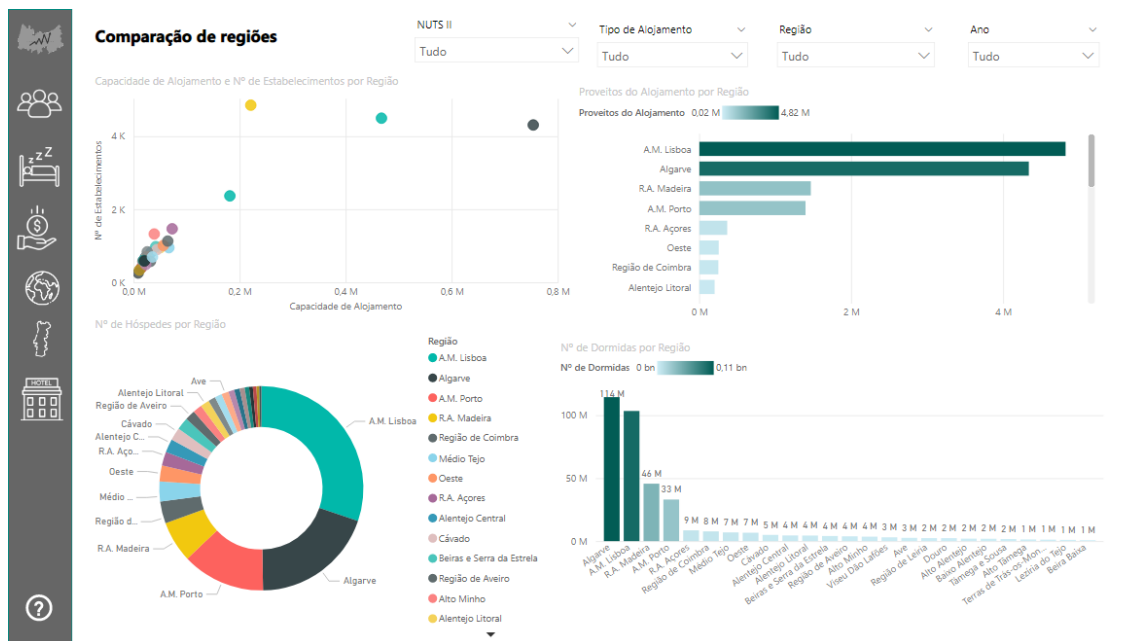 Comparação de regiões
NUTS II
Tudo
Tipo de Alojamento
Tudo
Região
Tudo
Ano
Tudo
Capacidade de Alojamento e Nº de Estabelecimentos por Região
Nº de Estabelecimentos
4 K
2 K
0 K
0,0 M 0,2 M 0,4 M 0,6 M 0,8 M
Capacidade de Alojamento
Proveitos do Alojamento por Região
Proveitos do Alojamento 0,02 M 4,82 M
A.M. Lisboa
Algarve
R.A. Madeira
A.M. Porto
R.A. Açores
Oeste
Região de Coimbra
Alentejo Litoral
0 M 2 M 4 M
Nº de Hóspedes por Região
Ave
Alentejo Litoral
Região de Aveiro
Cávado
Alentejo C...
R.A. Aço...
Oeste
Médio ...
Região d...
R.A. Madeira
A.M. Porto
Algarve
A.M. Lisboa
Região
A.M. Lisboa
Algarve
A.M. Porto
R.A. Madeira
Região de Coimbra
Médio Tejo
Oeste
R.A. Açores
Alentejo Central
Cávado
Beiras e Serra da Estrela
Região de Aveiro
Alto Minho
Alentejo Litoral
Nº de Dormidas por Região
Nº de Dormidas 0 bn 0,11 bn
100 M
50 M
0 M
114 M
46 M
33 M
9 M 8 M 7 M 7 M 5 M 4 M 4 M 4 M 4 M 4 M 3 M 3 M 2 M 2 M 2 M 2 M 2 M 1 M 1 M 1 M 1 M
Algarve
A.M. Lisboa
R.A. Madeira
A.M. Porto
R.A. Açores
Região de Coimbra
Médio Tejo
Oeste
Cávado
Alentejo Central
Alentejo Litoral
Beiras e Serra da Estrela
Região de Aveiro
Alto Minho
Viseu Dão Lafões
Ave
Região de Leiria
Douro
Alto Alentejo
Baixo Alentejo
Tâmega e Sousa
Alto Tâmega
Terras de Trás-os-Mon...
Lezíria do Tejo
Beira Baixa
HOTEL
?